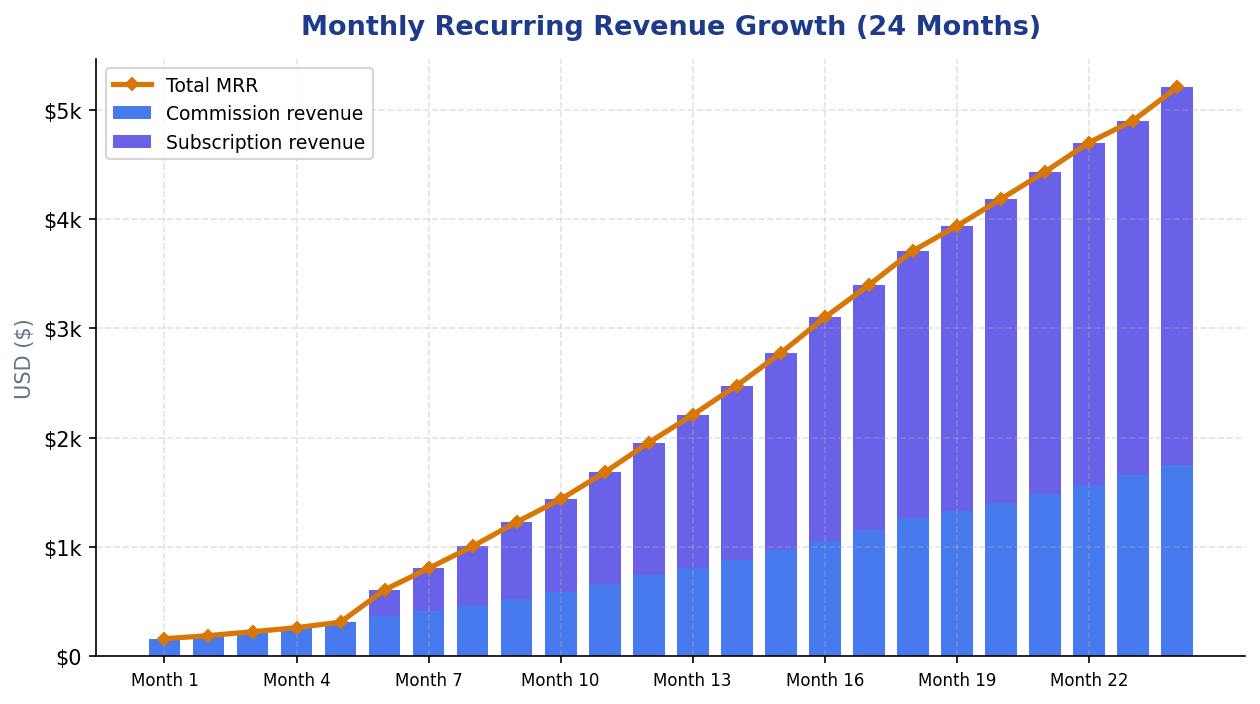 Monthly Recurring Revenue Growth (24 Months)
Total MRR
Commission revenue
Subscription revenue
USD ($)
$5k
$4k
$3k
$2k
$1k
$0
Month 1
Month 4
Month 7
Month 10
Month 13
Month 16
Month 19
Month 22